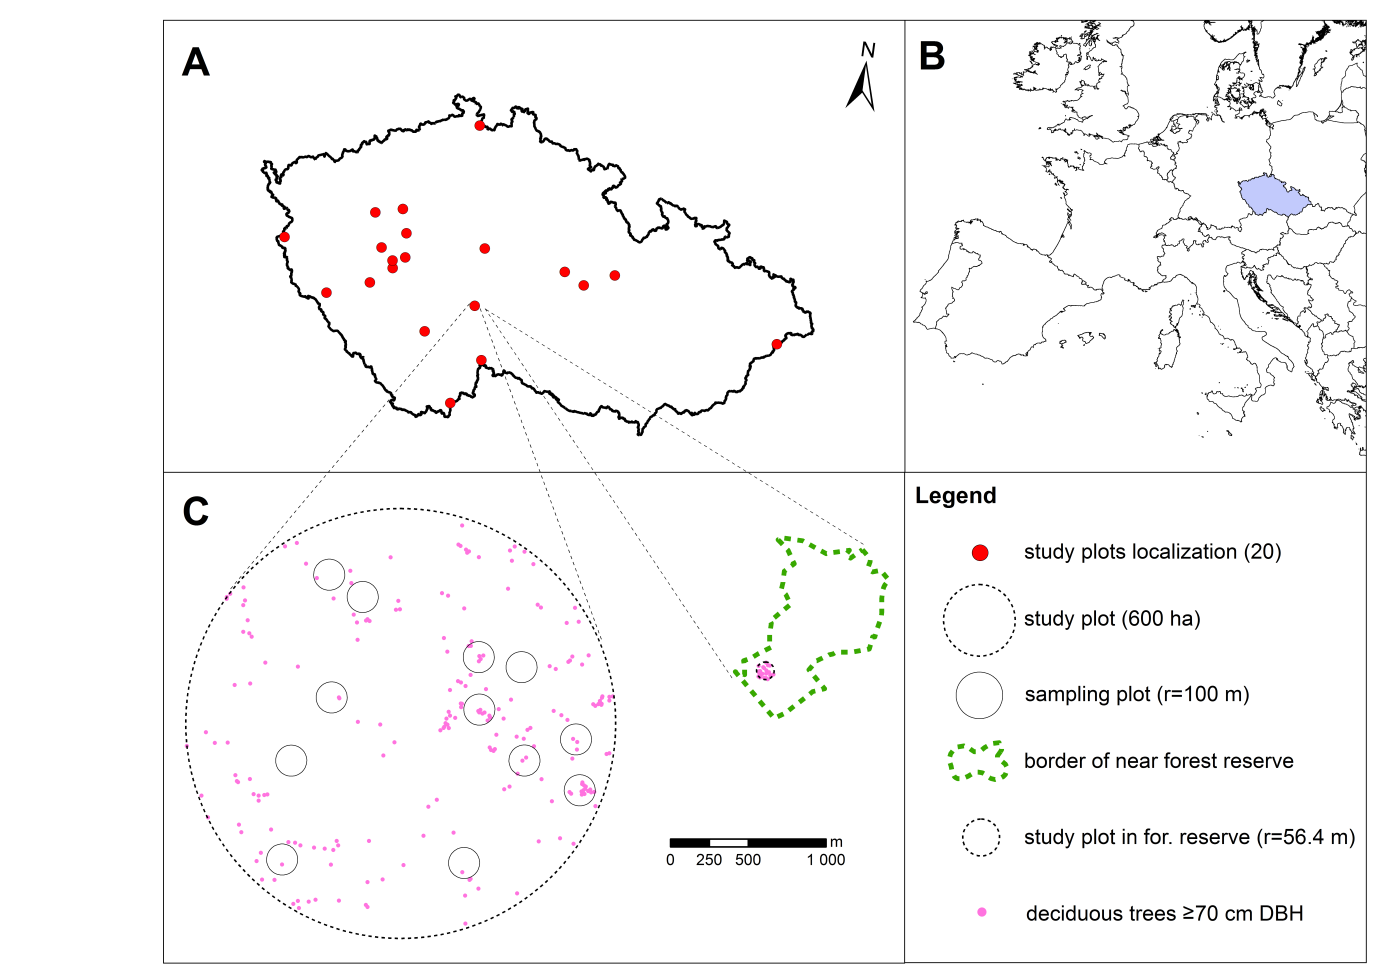 A
N
B
C
m
0 250 500 1 000
Legend
study plots localization (20)
study plot (600 ha)
sampling plot (r=100 m)
border of near forest reserve
study plot in for. reserve (r=56.4 m)
deciduous trees ≥70 cm DBH